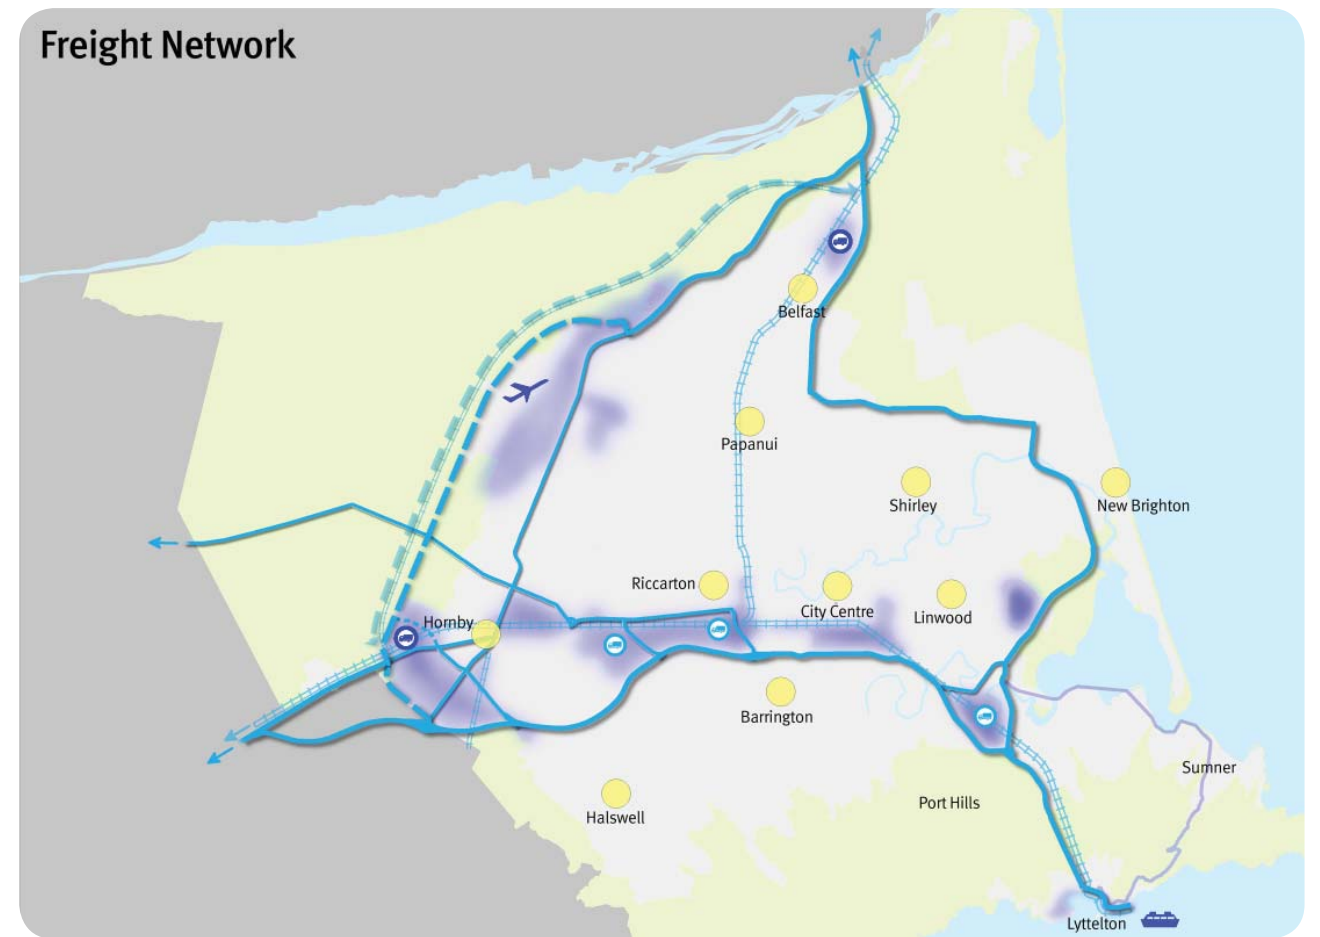 Freight Network
Belfast
Papanui
Shirley
New Brighton
Riccarton
City Centre
Linwood
Hornby
Barrington
Sumner
Port Hills
Halswell
Lyttelton